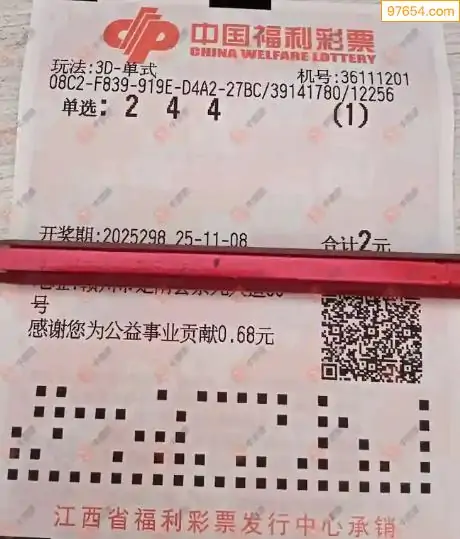 97654.com
中国福利彩票
CHINA WELFARE LOTTERY
玩法:3D-单式 机号:36111201
08C2-F839-919E-D4A2-27BC/39141780/12256
单选: 2 4 4 (1)
开奖期:2025298 25-11-08 合计2元
号
感谢您为公益事业贡献0.68元
江西省福利彩票发行中心承销